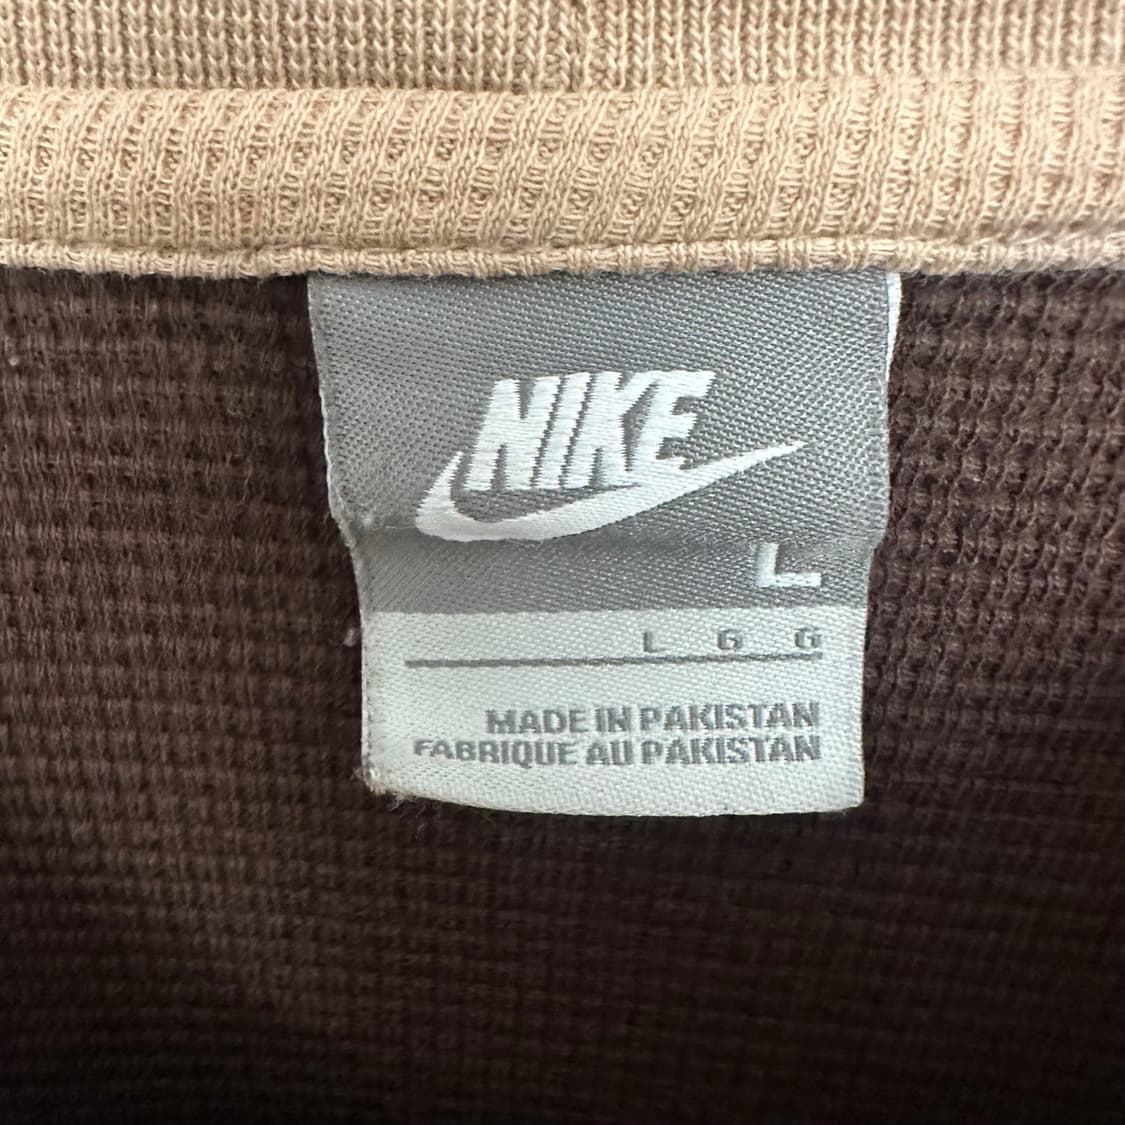 NIKE
L
L G G
MADE IN PAKISTAN
FABRIQUE AU PAKISTAN